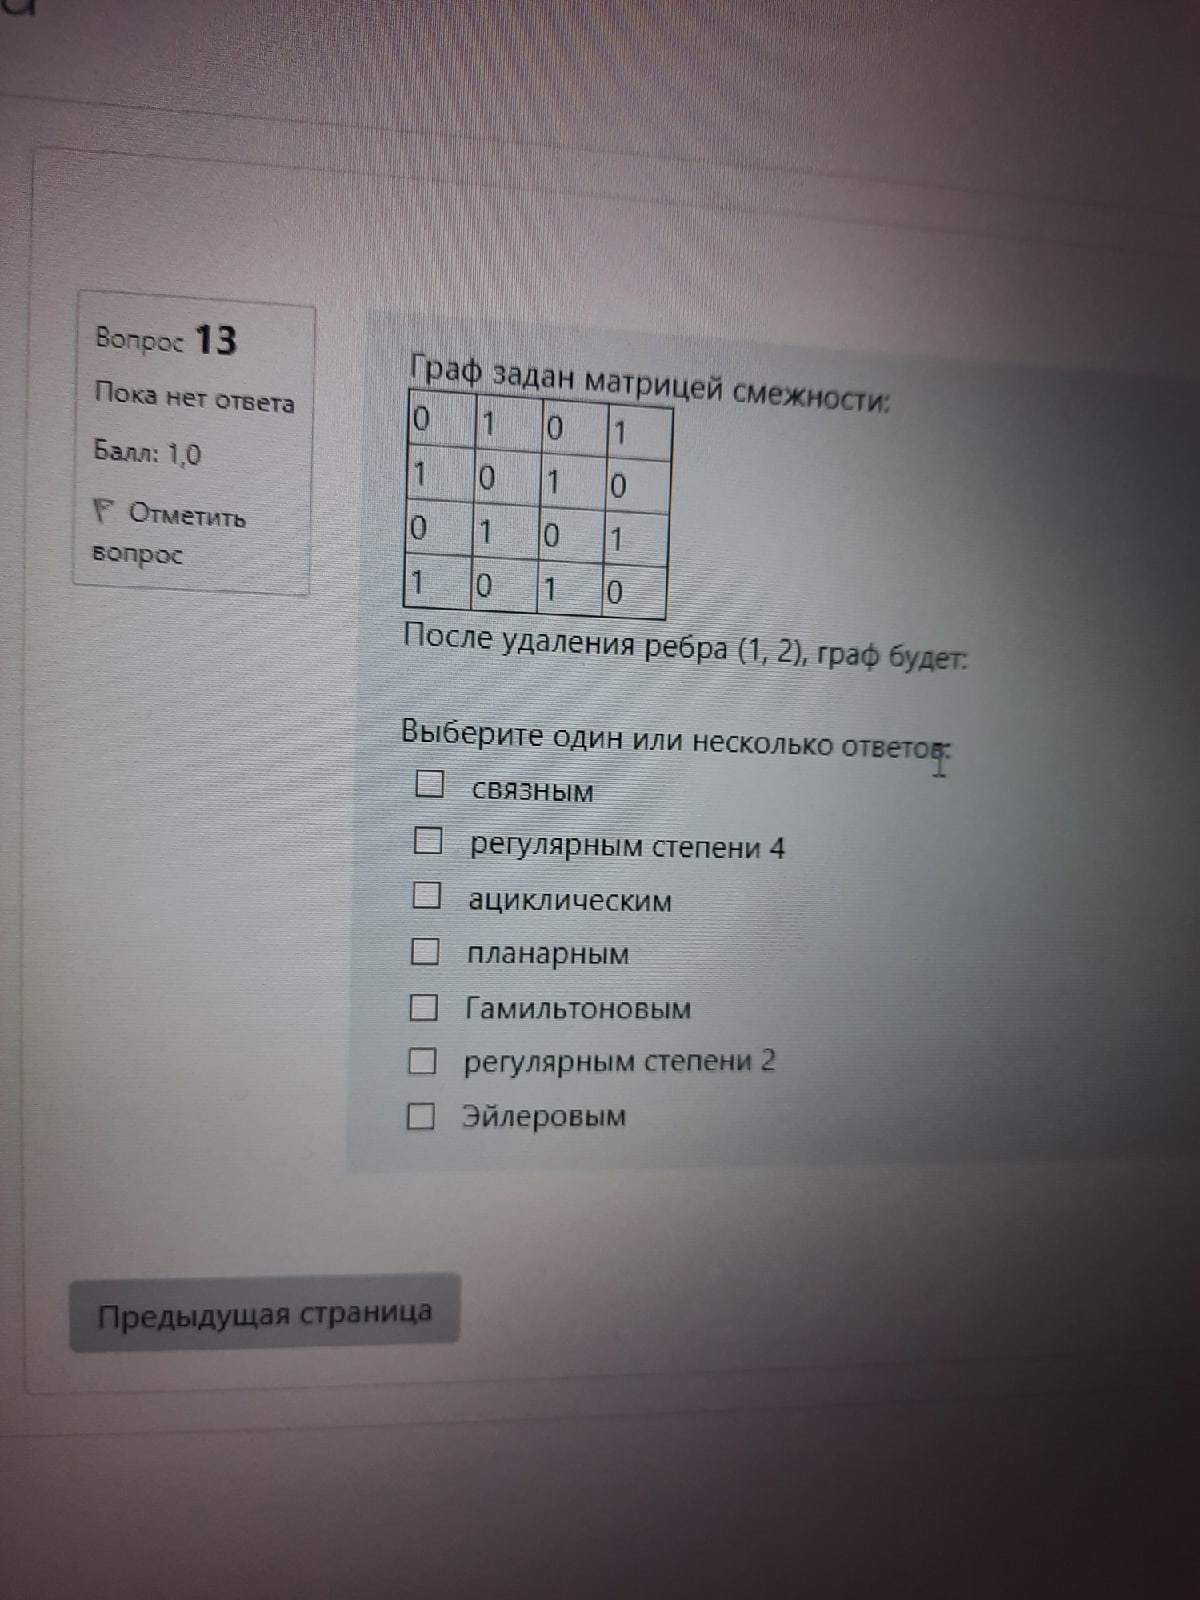 Вопрос 13
Пока нет ответа
Балл: 1,0
Отметить
вопрос
Граф задан матрицей смежности:
0 1 0 1
1 0 1 0
0 1 0 1
1 0 1 0
После удаления ребра (1, 2), граф будет:
Выберите один или несколько ответов:
связным
регулярным степени 4
ациклическим
планарным
Гамильтоновым
регулярным степени 2
Эйлеровым
Предыдущая страница